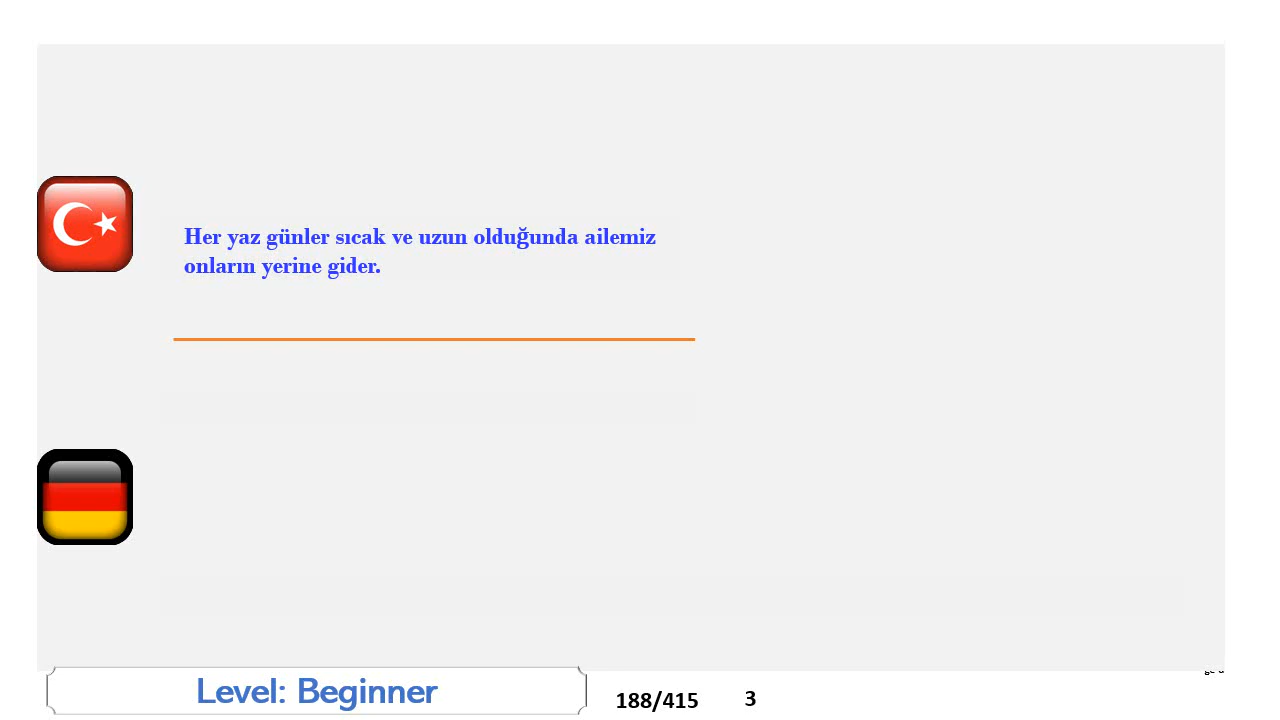 Her yaz günler sıcak ve uzun olduğunda ailemiz
onların yerine gider.
Level: Beginner
188/415
3